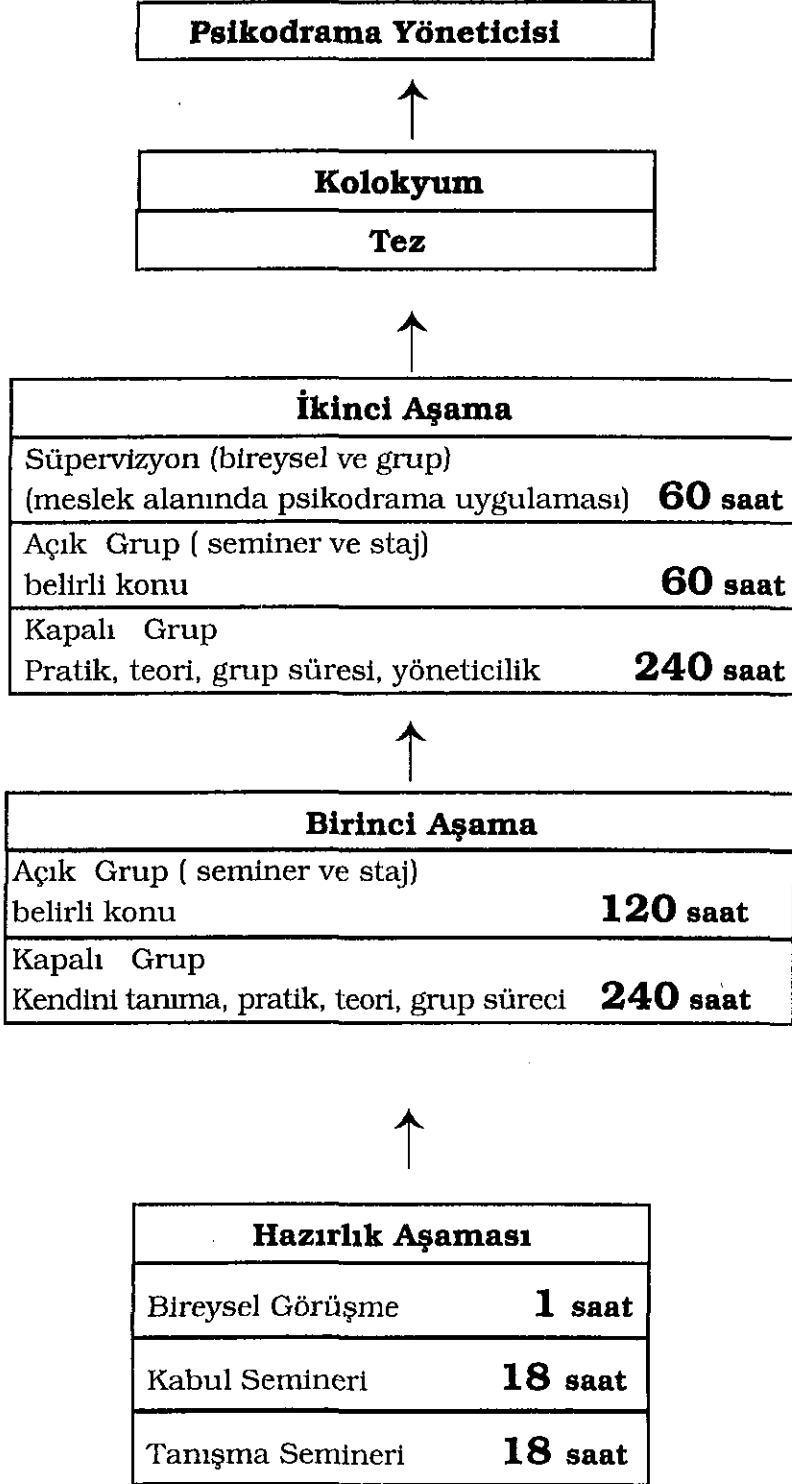 Psikodrama Yöneticisi
Kolokyum
Tez
İkinci Aşama
Süpervizyon (bireysel ve grup)
(meslek alanında psikodrama uygulaması) 60 saat
Açık Grup ( seminer ve staj)
belirli konu 60 saat
Kapalı Grup
Pratik, teori, grup süresi, yöneticilik 240 saat
Birinci Aşama
Açık Grup ( seminer ve staj)
belirli konu 120 saat
Kapalı Grup
Kendini tanıma, pratik, teori, grup süreci 240 saat
Hazırlık Aşaması
Bireysel Görüşme 1 saat
Kabul Semineri 18 saat
Tanışma Semineri 18 saat